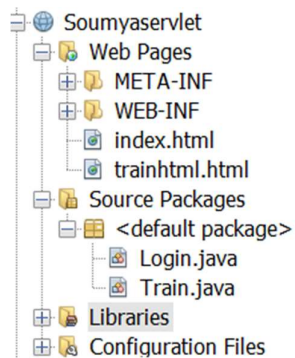 Soumyaservlet
Web Pages
META-INF
WEB-INF
index.html
trainhtml.html
Source Packages
<default package>
Login.java
Train.java
Libraries
Configuration Files